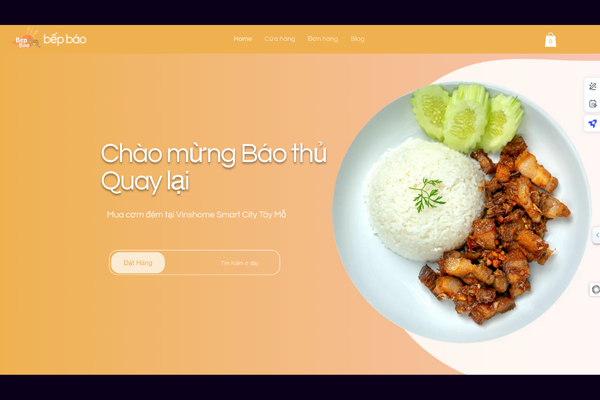 Bếp Báo
bếp báo
Home
Cửa hàng
Đơn hàng
Blog
0
Chào mừng Báo thủ
Quay lại
Mua cơm đêm tại Vinshome Smart City Tây Mỗ
Đặt Hàng
Tìm kiếm ở đây